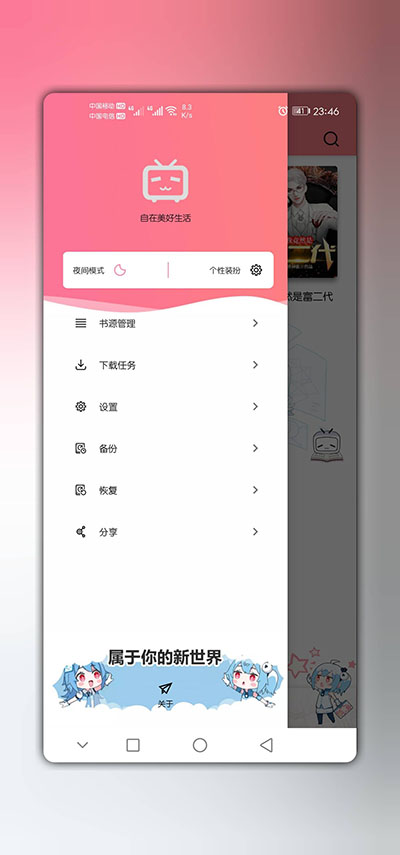 中国移动 HD 4G 4G 8.3
中国电信 HD K/s
41 23:46
自在美好生活
夜间模式
个性装扮
然是富二代
书源管理
下载任务
设置
备份
恢复
分享
属于你的新世界
关于